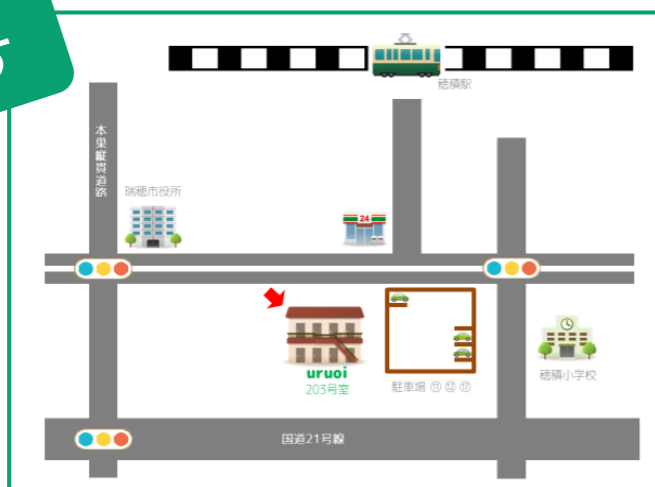 穂積駅
本巣縦貫道路
瑞穂市役所
24
uruoi
203号室
駐車場 ⑪ ⑫ ⑰
穂積小学校
国道21号線